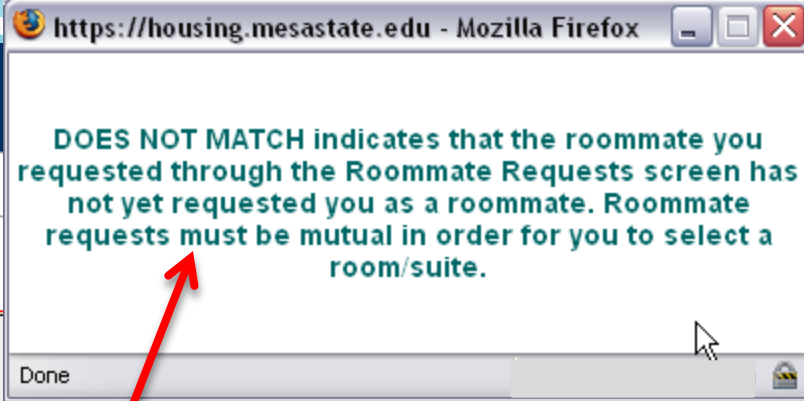 https://housing.mesastate.edu - Mozilla Firefox
DOES NOT MATCH indicates that the roommate you
requested through the Roommate Requests screen has
not yet requested you as a roommate. Roommate
requests must be mutual in order for you to select a
room/suite.
Done